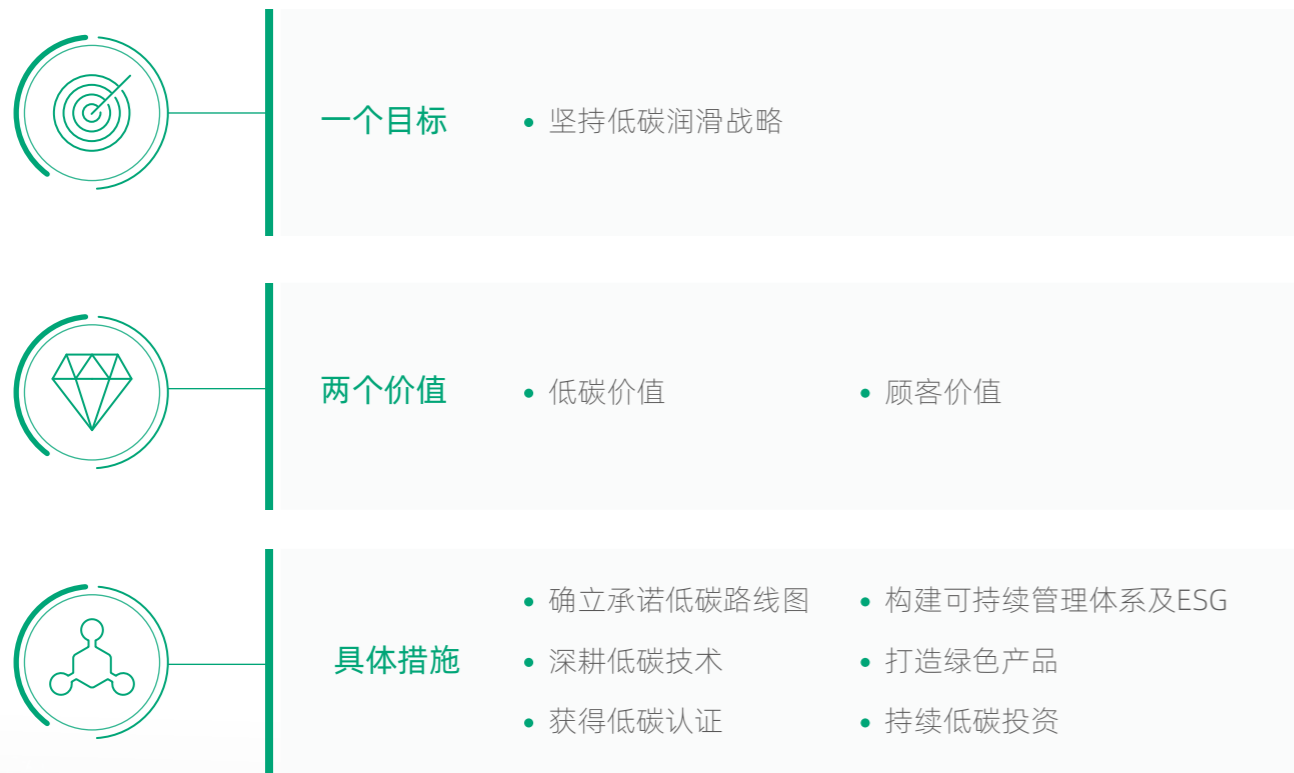 一个目标
坚持低碳润滑战略
两个价值
低碳价值
顾客价值
具体措施
确立承诺低碳路线图
构建可持续管理体系及ESG
深耕低碳技术
打造绿色产品
获得低碳认证
持续低碳投资